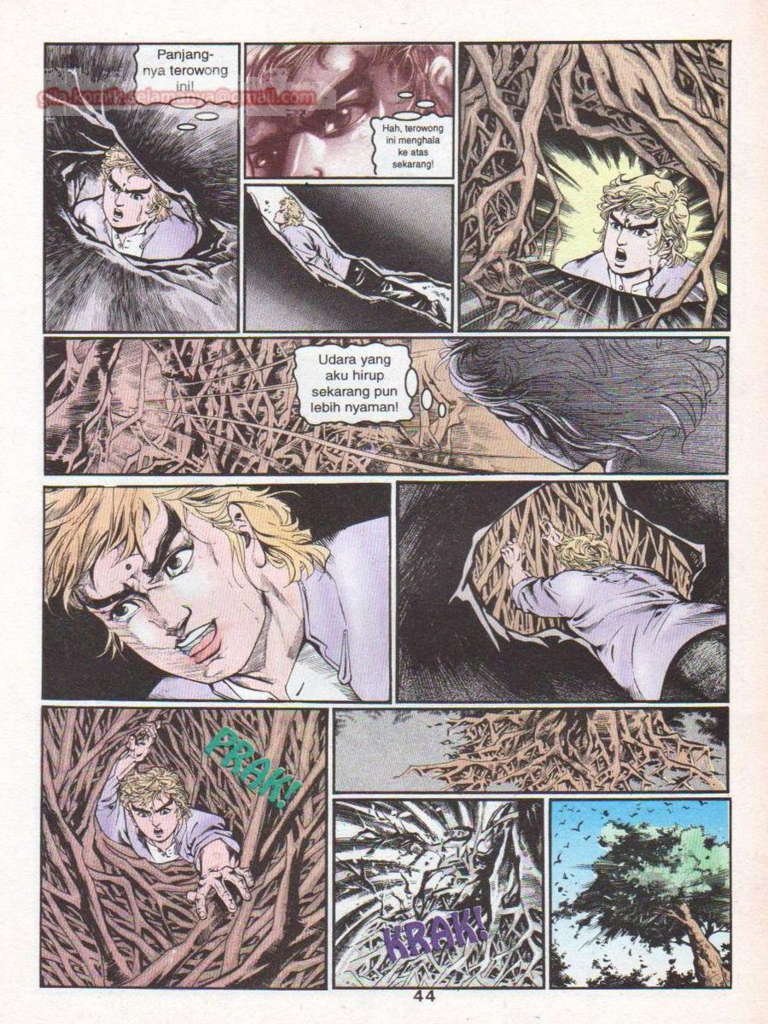 Panjang-
nya terowong
ini!
Hah, terowong
ini menghala
ke atas
sekarang!
Udara yang
aku hirup
sekarang pun
lebih nyaman!
PRAK!
KRAK!
44